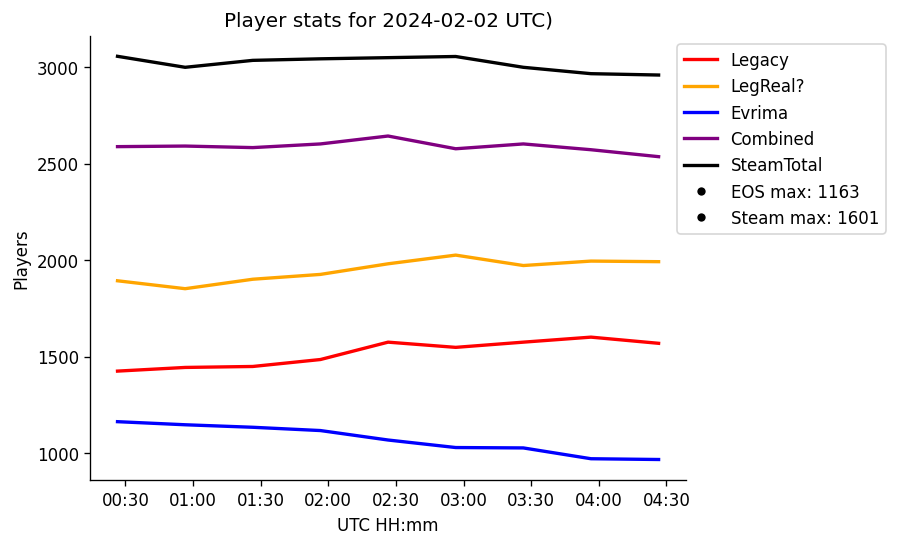 Player stats for 2024-02-02 UTC)
3000
2500
2000
1500
1000
Players
00:30 01:00 01:30 02:00 02:30 03:00 03:30 04:00 04:30
UTC HH:mm
Legacy
LegReal?
Evrima
Combined
SteamTotal
EOS max: 1163
Steam max: 1601